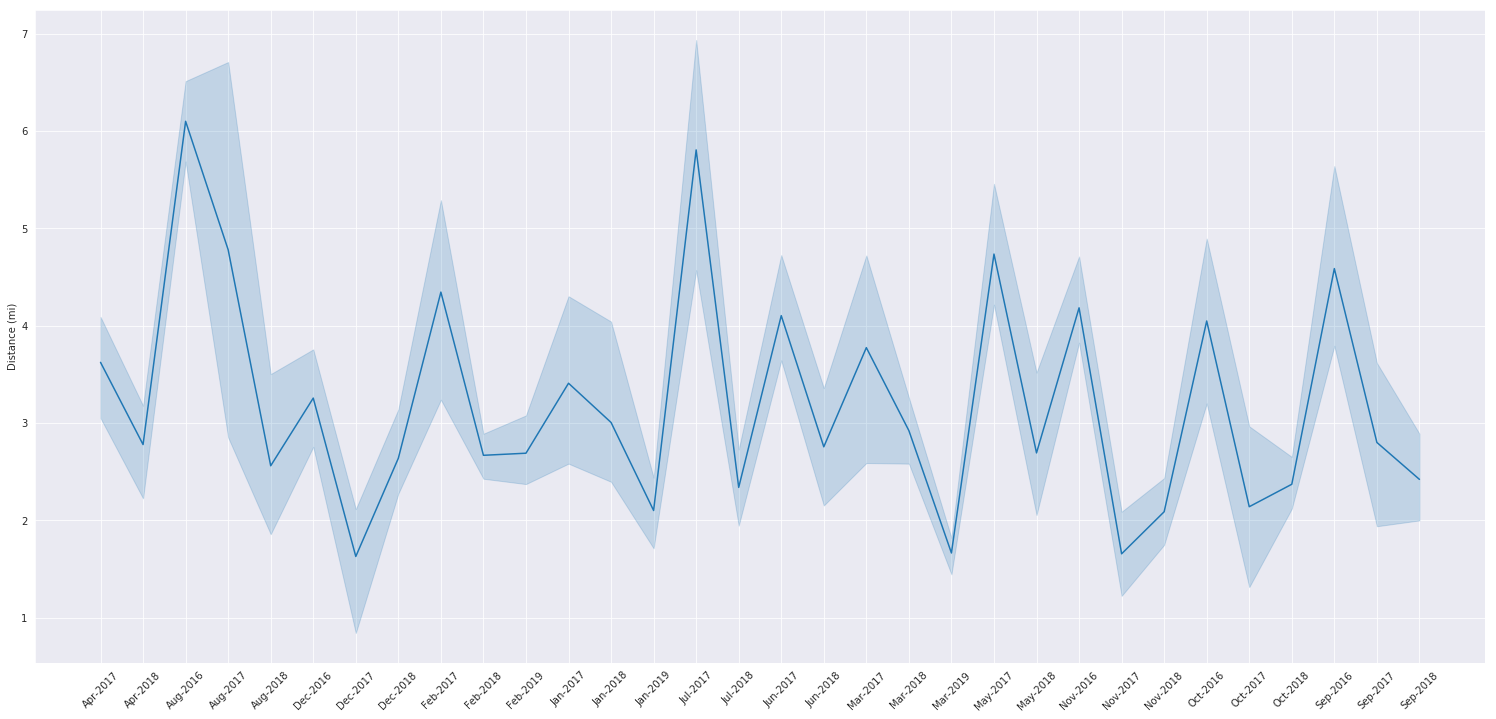 7
6
5
4
3
2
1
Distance (mi)
Apr-2017
Apr-2018
Aug-2016
Aug-2017
Aug-2018
Dec-2016
Dec-2017
Dec-2018
Feb-2017
Feb-2018
Feb-2019
Jan-2017
Jan-2018
Jan-2019
Jul-2017
Jul-2018
Jun-2017
Jun-2018
Mar-2017
Mar-2018
Mar-2019
May-2017
May-2018
Nov-2016
Nov-2017
Nov-2018
Oct-2016
Oct-2017
Oct-2018
Sep-2016
Sep-2017
Sep-2018